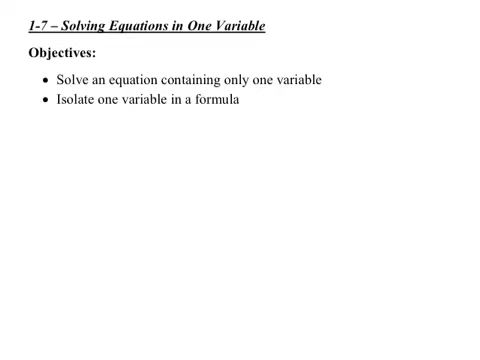 1-7 – Solving Equations in One Variable
Objectives:
• Solve an equation containing only one variable
• Isolate one variable in a formula